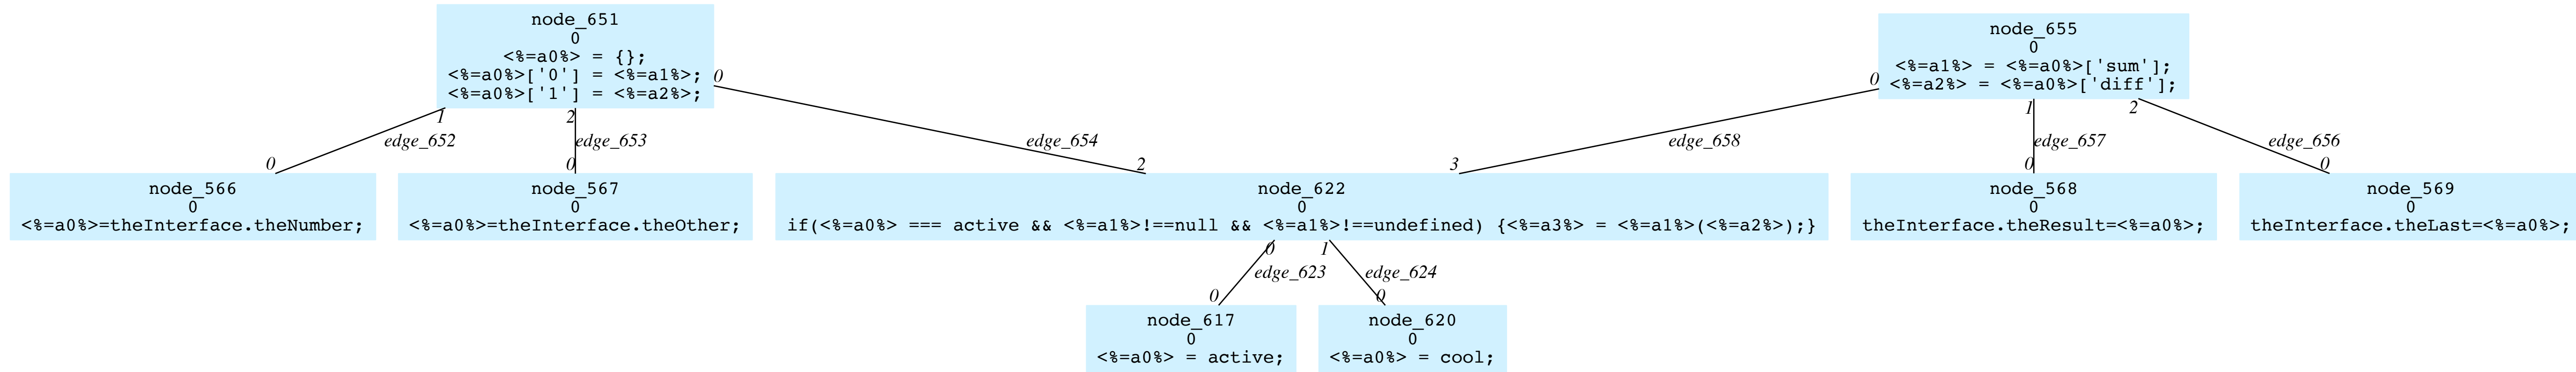 node_651
0
<%=a0%> = {};
<%=a0%>['0'] = <%=a1%>;
<%=a0%>['1'] = <%=a2%>;
node_655
0
<%=a1%> = <%=a0%>['sum'];
<%=a2%> = <%=a0%>['diff'];
0
0
1
2
1
2
edge_652
edge_653
edge_654
edge_658
edge_657
edge_656
0
0
2
3
0
0
node_566
0
<%=a0%>=theInterface.theNumber;
node_567
0
<%=a0%>=theInterface.theOther;
node_622
0
if(<%=a0%> === active && <%=a1%>!==null && <%=a1%>!==undefined) {<%=a3%> = <%=a1%>(<%=a2%>);}
node_568
0
theInterface.theResult=<%=a0%>;
node_569
0
theInterface.theLast=<%=a0%>;
0
1
edge_623
edge_624
0
0
node_617
0
<%=a0%> = active;
node_620
0
<%=a0%> = cool;